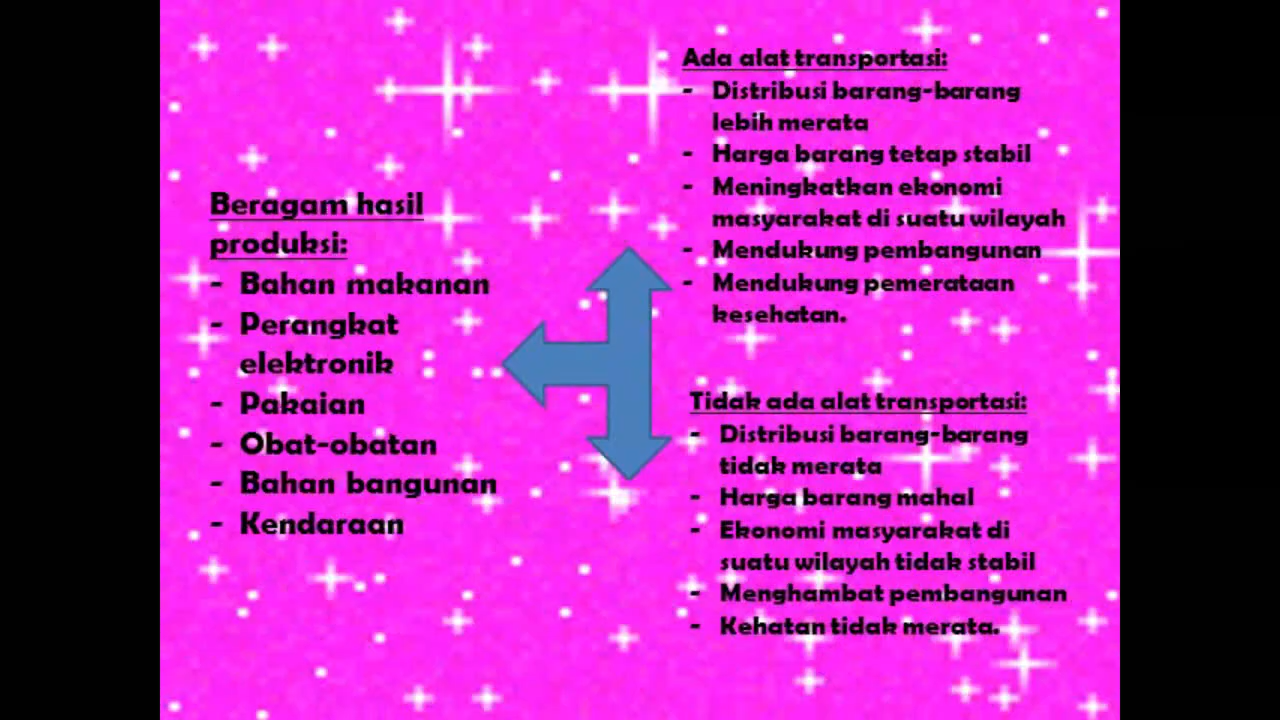 Beragam hasil
produksi:
- Bahan makanan
- Perangkat
elektronik
- Pakaian
- Obat-obatan
- Bahan bangunan
- Kendaraan
Ada alat transportasi:
- Distribusi barang-barang
lebih merata
- Harga barang tetap stabil
- Meningkatkan ekonomi
masyarakat di suatu wilayah
- Mendukung pembangunan
- Mendukung pemerataan
kesehatan.
Tidak ada alat transportasi:
- Distribusi barang-barang
tidak merata
- Harga barang mahal
- Ekonomi masyarakat di
suatu wilayah tidak stabil
- Menghambat pembangunan
- Kehatan tidak merata.